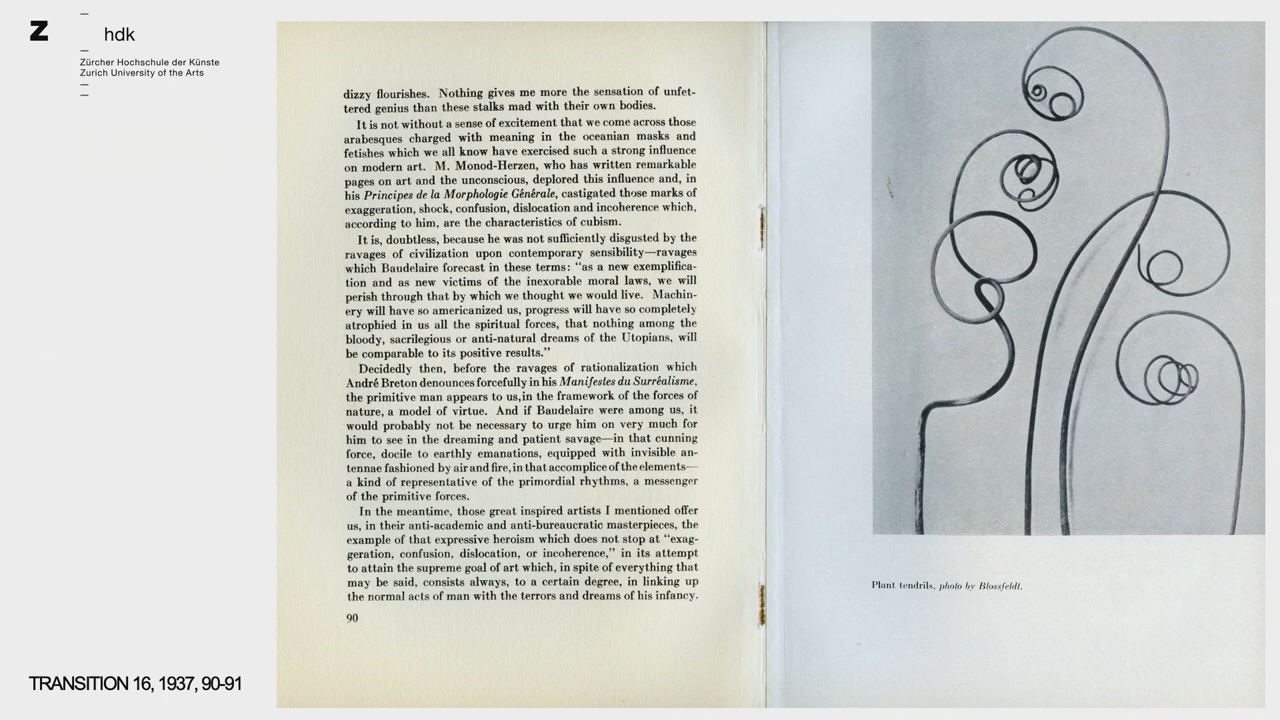 Z
hdk
Zürcher Hochschule der Künste
Zurich University of the Arts
dizzy flourishes. Nothing gives me more the sensation of unfet-
tered genius than these stalks mad with their own bodies.
It is not without a sense of excitement that we come across those
arabesques charged with meaning in the oceanian masks and
fetishes which we all know have exercised such a strong influence
on modern art. M. Monod-Herzen, who has written remarkable
pages on art and the unconscious, deplored this influence and, in
his Principes de la Morphologie Générale, castigated those marks of
exaggeration, shock, confusion, dislocation and incoherence which,
according to him, are the characteristics of cubism.
It is, doubtless, because he was not sufficiently disgusted by the
ravages of civilization upon contemporary sensibility—ravages
which Baudelaire forecast in these terms: “as a new exemplifica-
tion and as new victims of the inexorable moral laws, we will
perish through that by which we thought we would live. Machin-
ery will have so americanized us, progress will have so completely
atrophied in us all the spiritual forces, that nothing among the
bloody, sacrilegious or anti-natural dreams of the Utopians, will
be comparable to its positive results.”
Decidedly then, before the ravages of rationalization which
André Breton denounces forcefully in his Manifestes du Surréalisme,
the primitive man appears to us, in the framework of the forces of
nature, a model of virtue. And if Baudelaire were among us, it
would probably not be necessary to urge him on very much for
him to see in the dreaming and patient savage—in that cunning
force, docile to earthly emanations, equipped with invisible an-
tennae fashioned by air and fire, in that accomplice of the elements—
a kind of representative of the primordial rhythms, a messenger
of the primitive forces.
In the meantime, those great inspired artists I mentioned offer
us, in their anti-academic and anti-bureaucratic masterpieces, the
example of that expressive heroism which does not stop at “exag-
geration, confusion, dislocation, or incoherence,” in its attempt
to attain the supreme goal of art which, in spite of everything that
may be said, consists always, to a certain degree, in linking up
the normal acts of man with the terrors and dreams of his infancy.
90
Plant tendrils, photo by Blossfeldt.
TRANSITION 16, 1937, 90-91